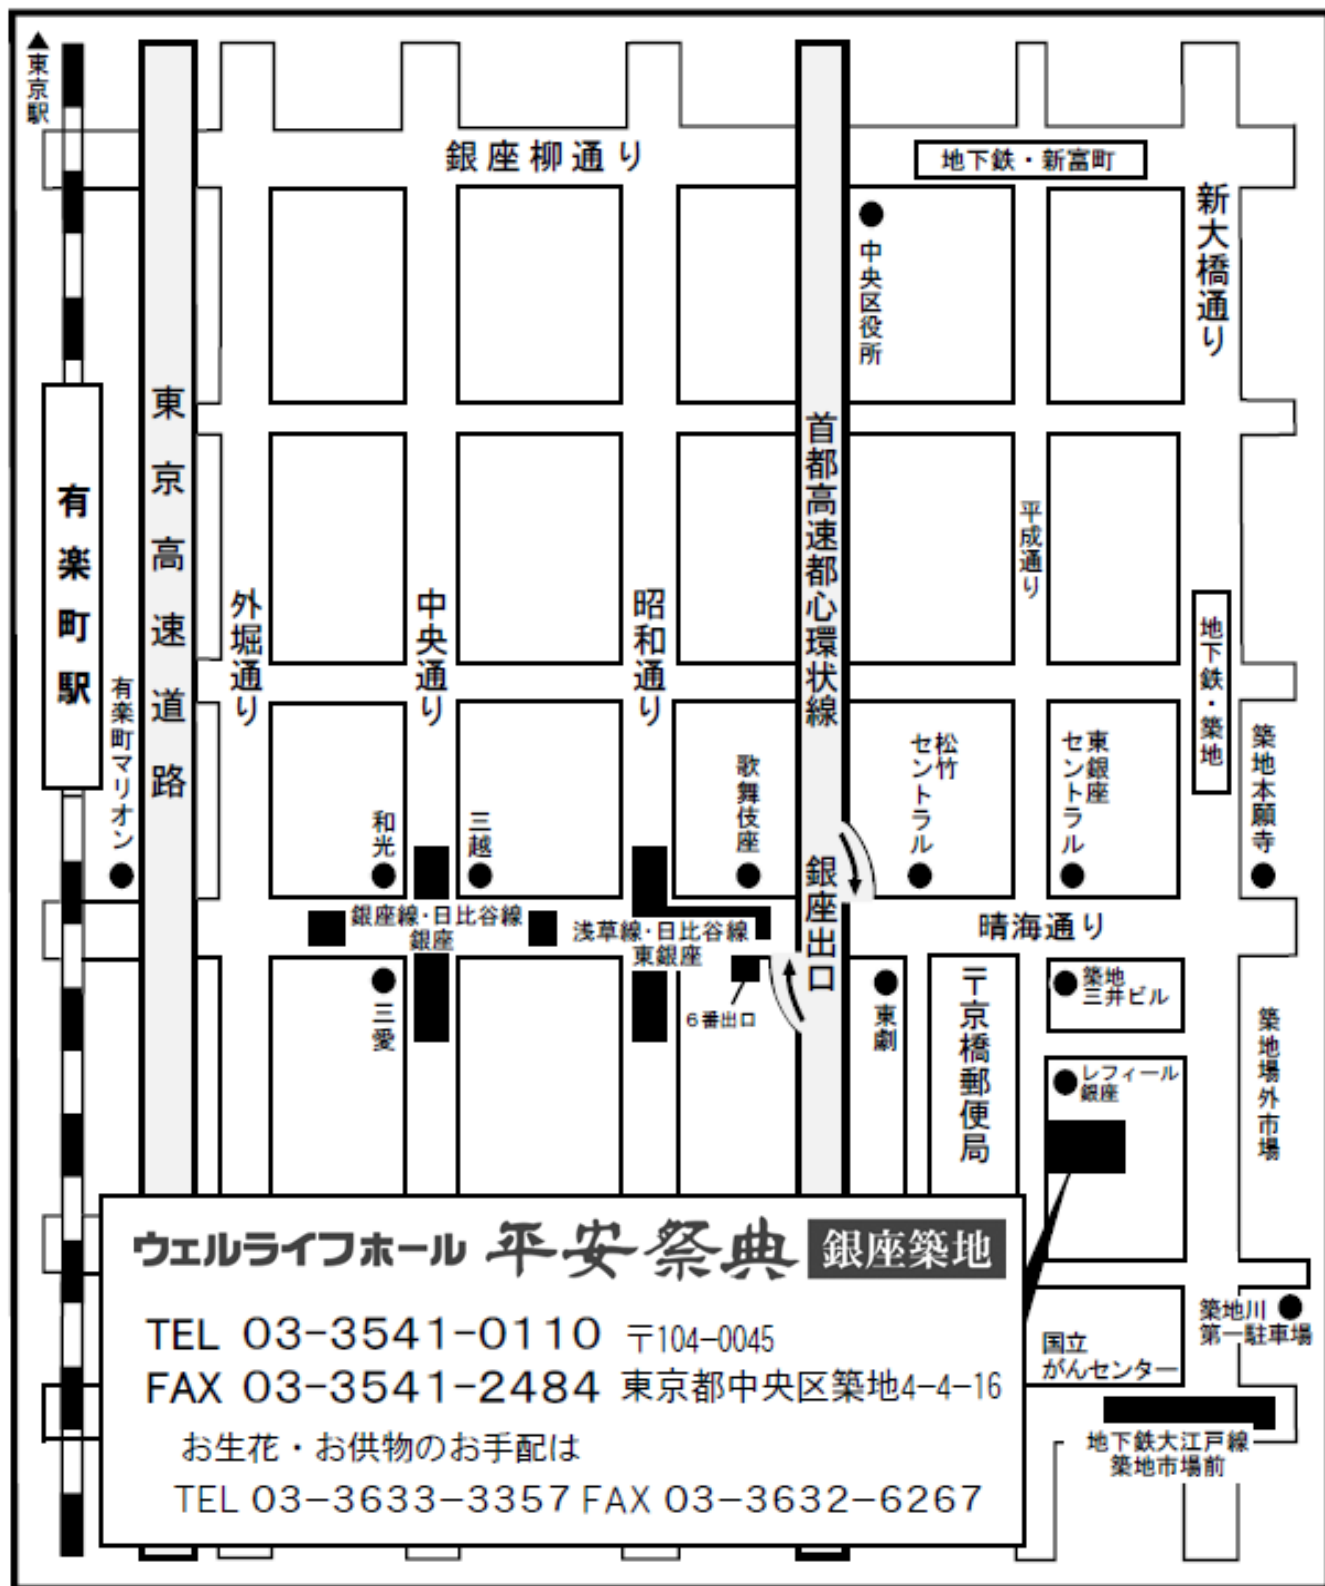 ▲東京駅
銀座柳通り
地下鉄・新富町
新大橋通り
中央区役所
東京高速道路
有楽町駅
首都高速都心環状線
平成通り
外堀通り
中央通り
昭和通り
地下鉄・築地
有楽町マリオン
和光
三越
歌舞伎座
松竹
セントラル
東銀座
セントラル
築地本願寺
銀座出口
銀座線・日比谷線
銀座
浅草線・日比谷線
東銀座
晴海通り
6番出口
三愛
東劇
〒京橋郵便局
築地
三井ビル
レフィール
銀座
築地場外市場
ウェルライフホール 平安祭典 銀座築地
TEL 03-3541-0110 〒104-0045
FAX 03-3541-2484 東京都中央区築地4-4-16
お生花・お供物のお手配は
TEL 03-3633-3357 FAX 03-3632-6267
築地川
第一駐車場
国立
がんセンター
地下鉄大江戸線
築地市場前